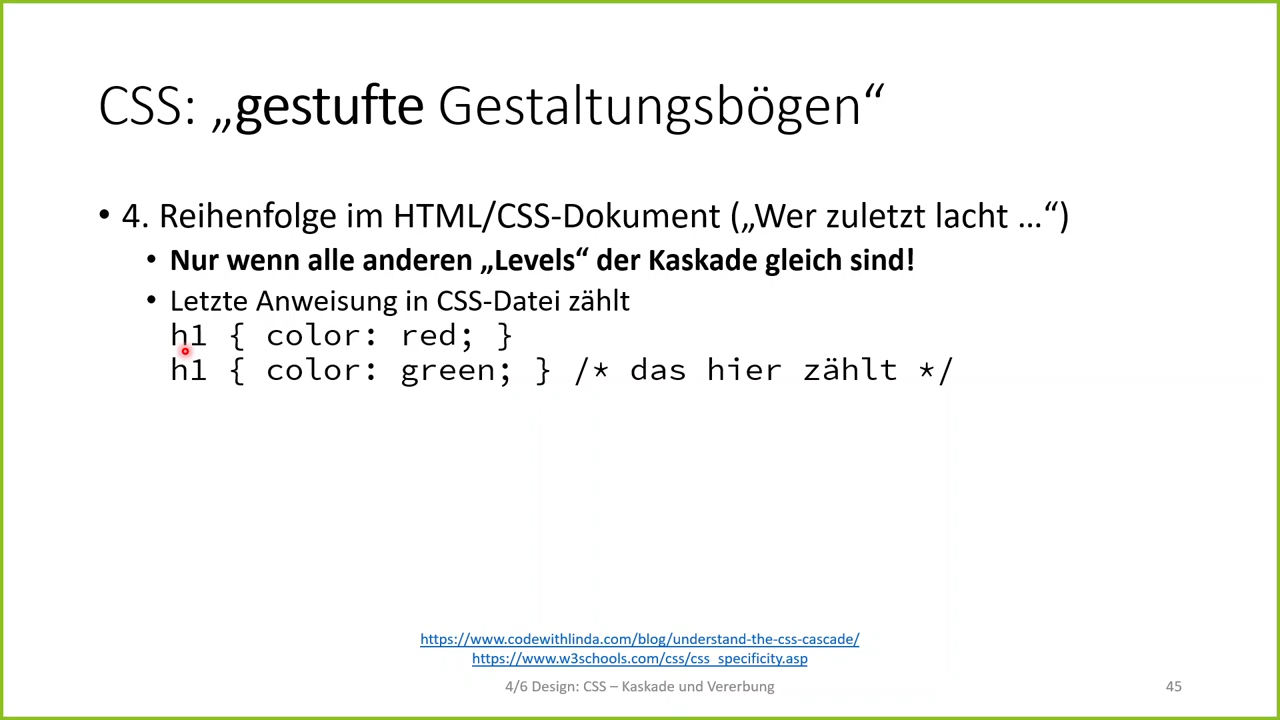 CSS: „gestufte Gestaltungsbögen“
• 4. Reihenfolge im HTML/CSS-Dokument („Wer zuletzt lacht …“)
• Nur wenn alle anderen „Levels“ der Kaskade gleich sind!
• Letzte Anweisung in CSS-Datei zählt
h1 { color: red; }
h1 { color: green; } /* das hier zählt */
https://www.codewithlinda.com/blog/understand-the-css-cascade/
https://www.w3schools.com/css/css_specificity.asp
4/6 Design: CSS – Kaskade und Vererbung
45